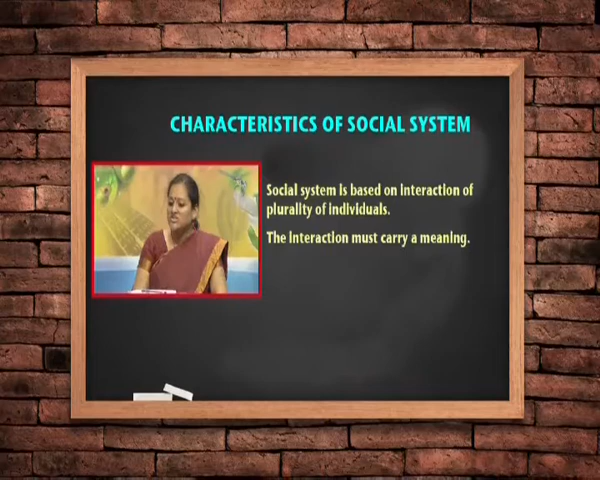 CHARACTERISTICS OF SOCIAL SYSTEM
Social system is based on interaction of
plurality of individuals.
The interaction must carry a meaning.